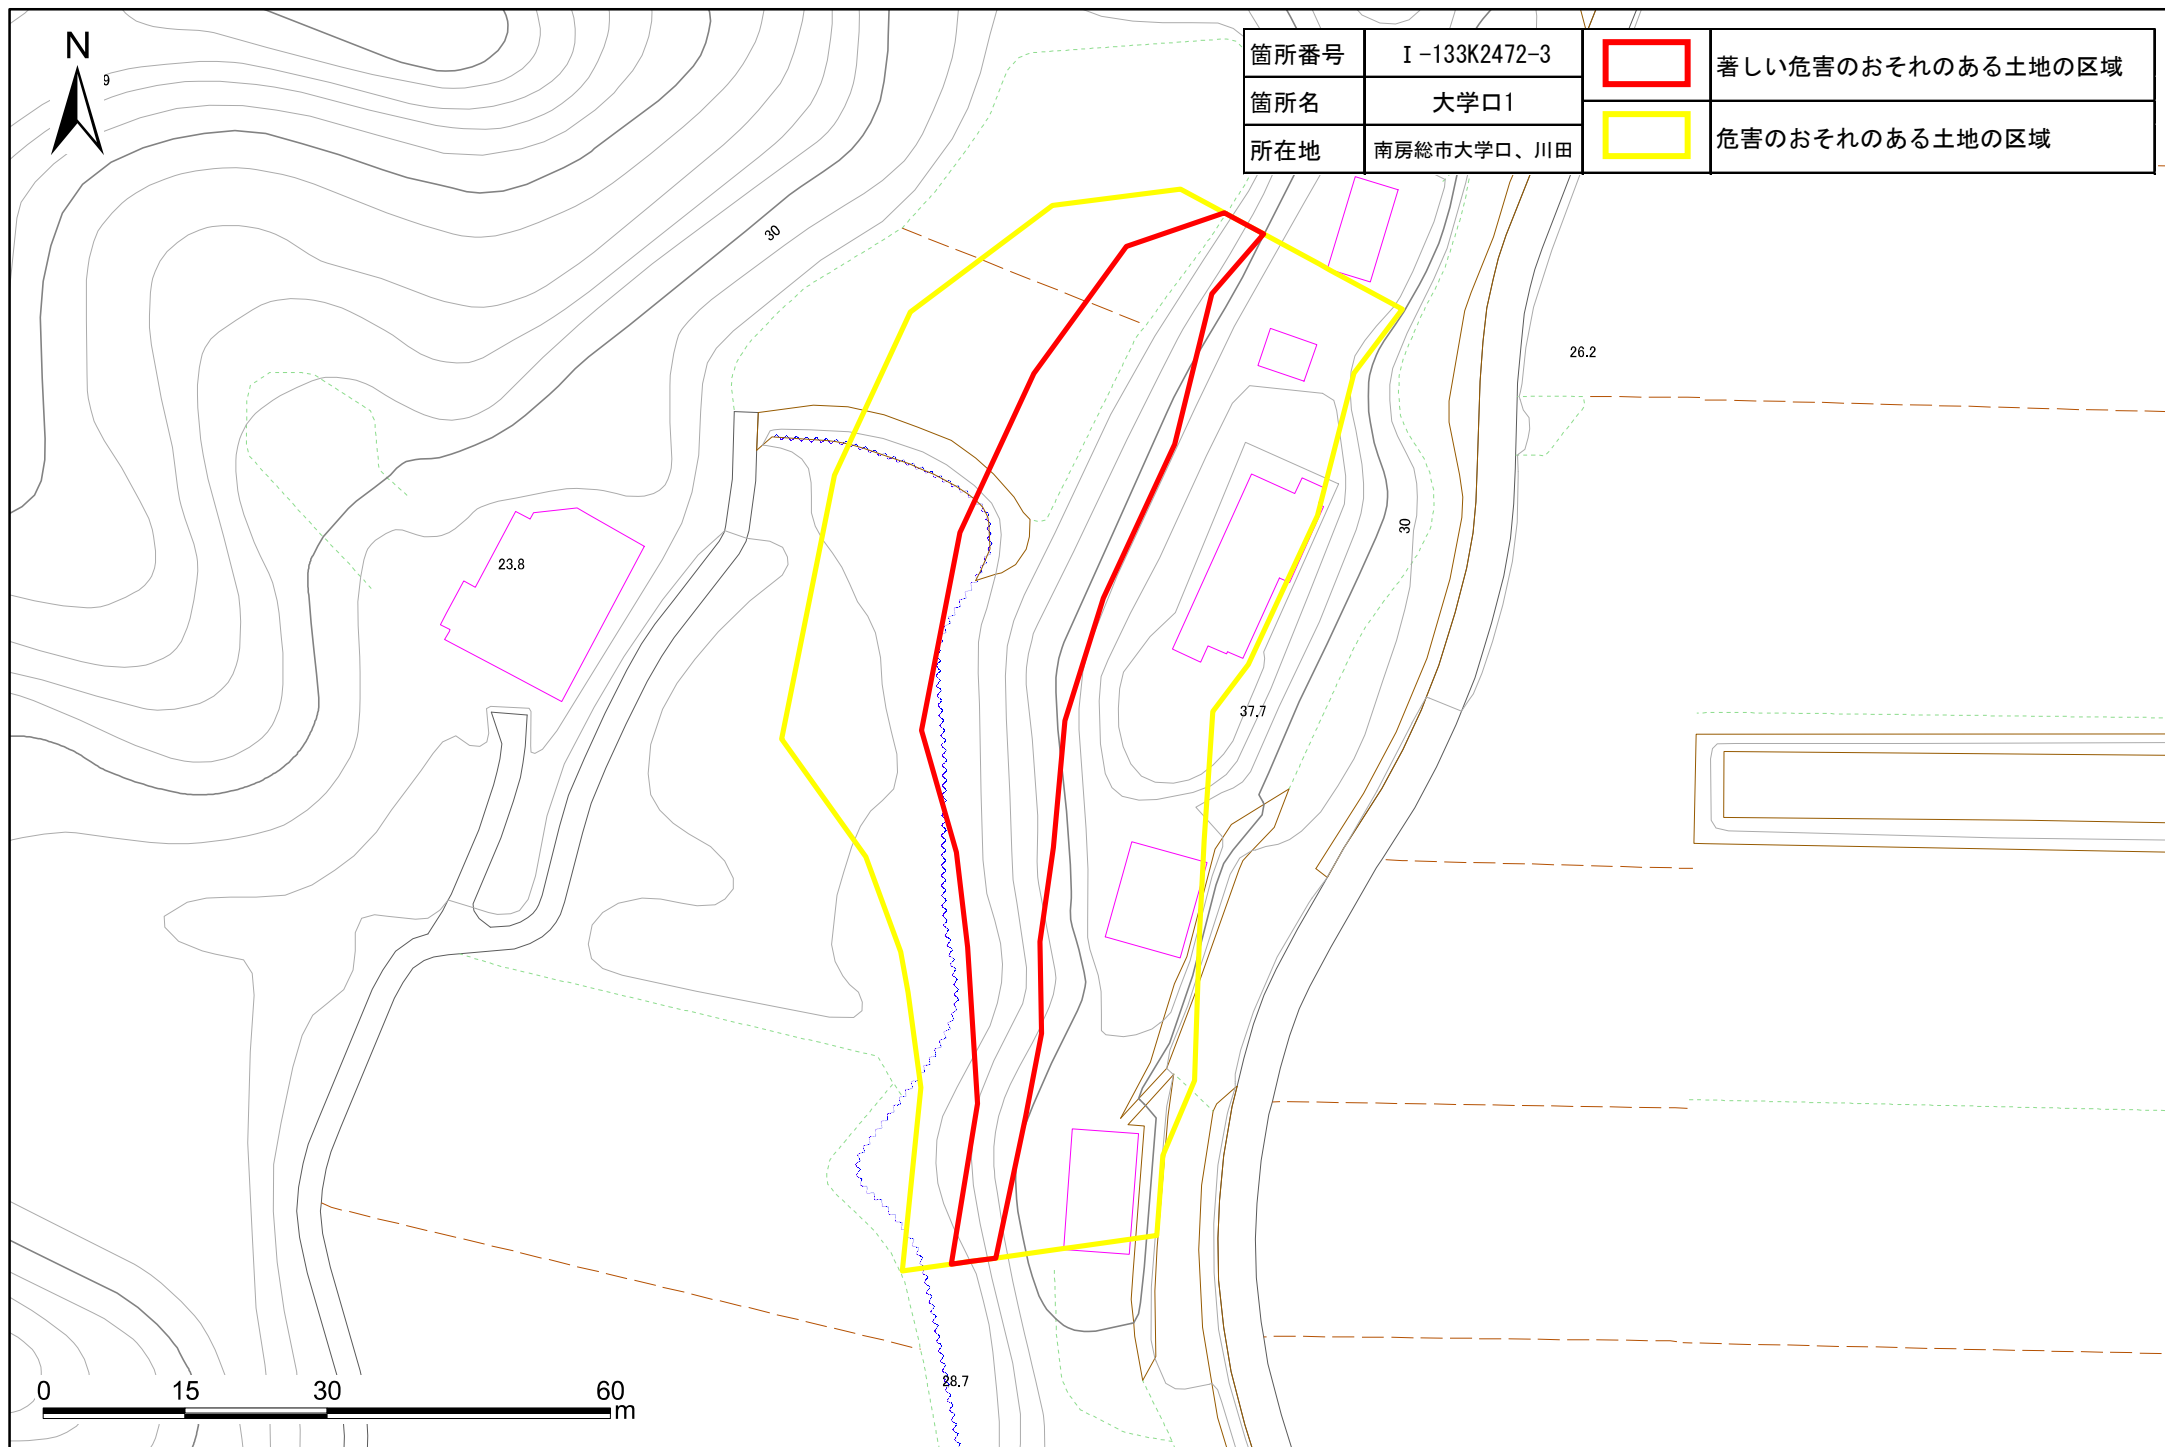 N
9
箇所番号 Ⅰ-133K2472-3
箇所名 大学口1
所在地 南房総市大学口、川田
著しい危害のおそれのある土地の区域
危害のおそれのある土地の区域
30
26.2
30
23.8
37.7
28.7
0 15 30 60
m